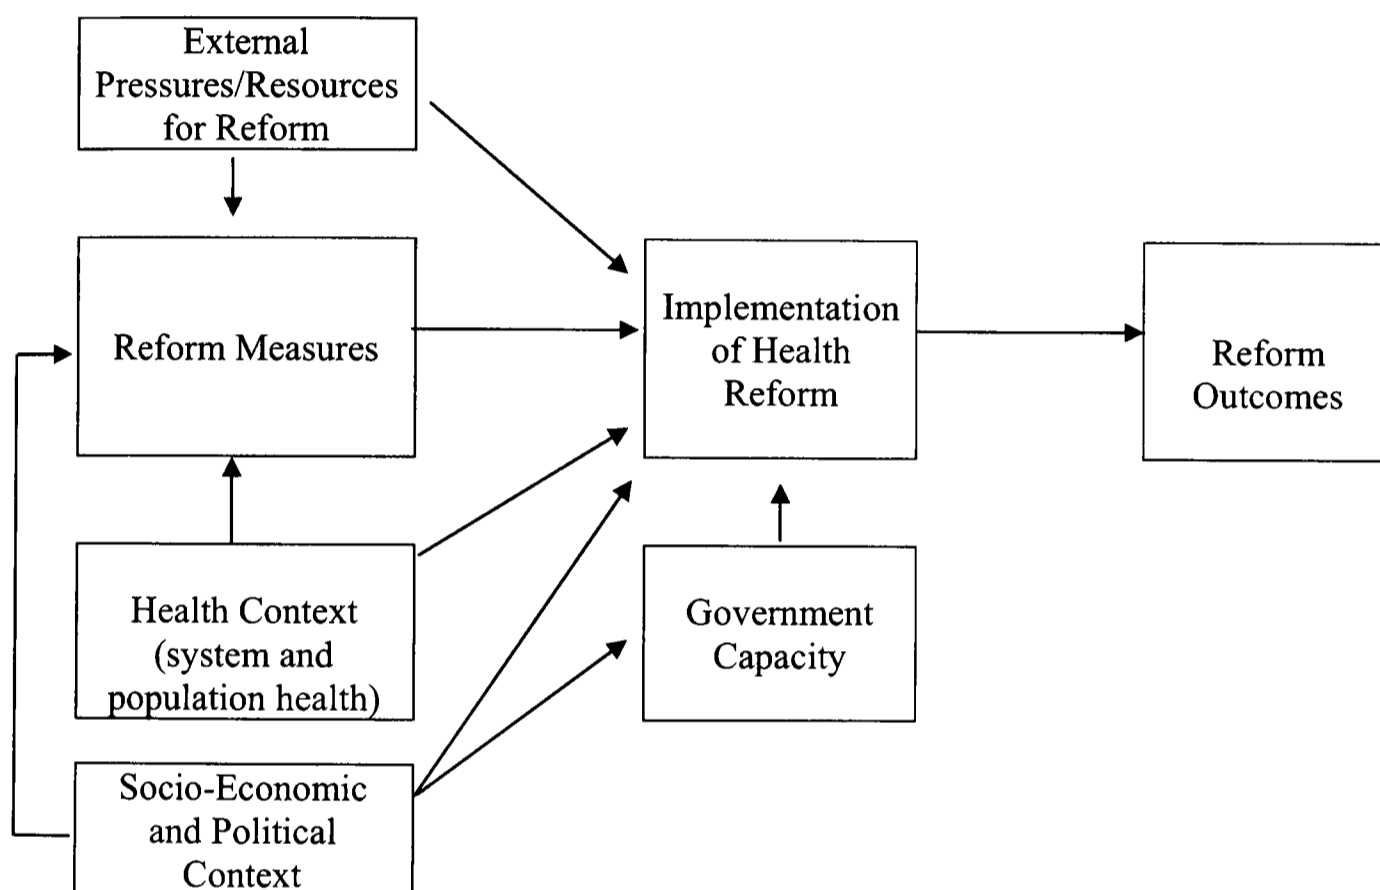 External
Pressures/Resources
for Reform
Reform Measures
Implementation
of Health
Reform
Reform
Outcomes
Health Context
(system and
population health)
Government
Capacity
Socio-Economic
and Political
Context